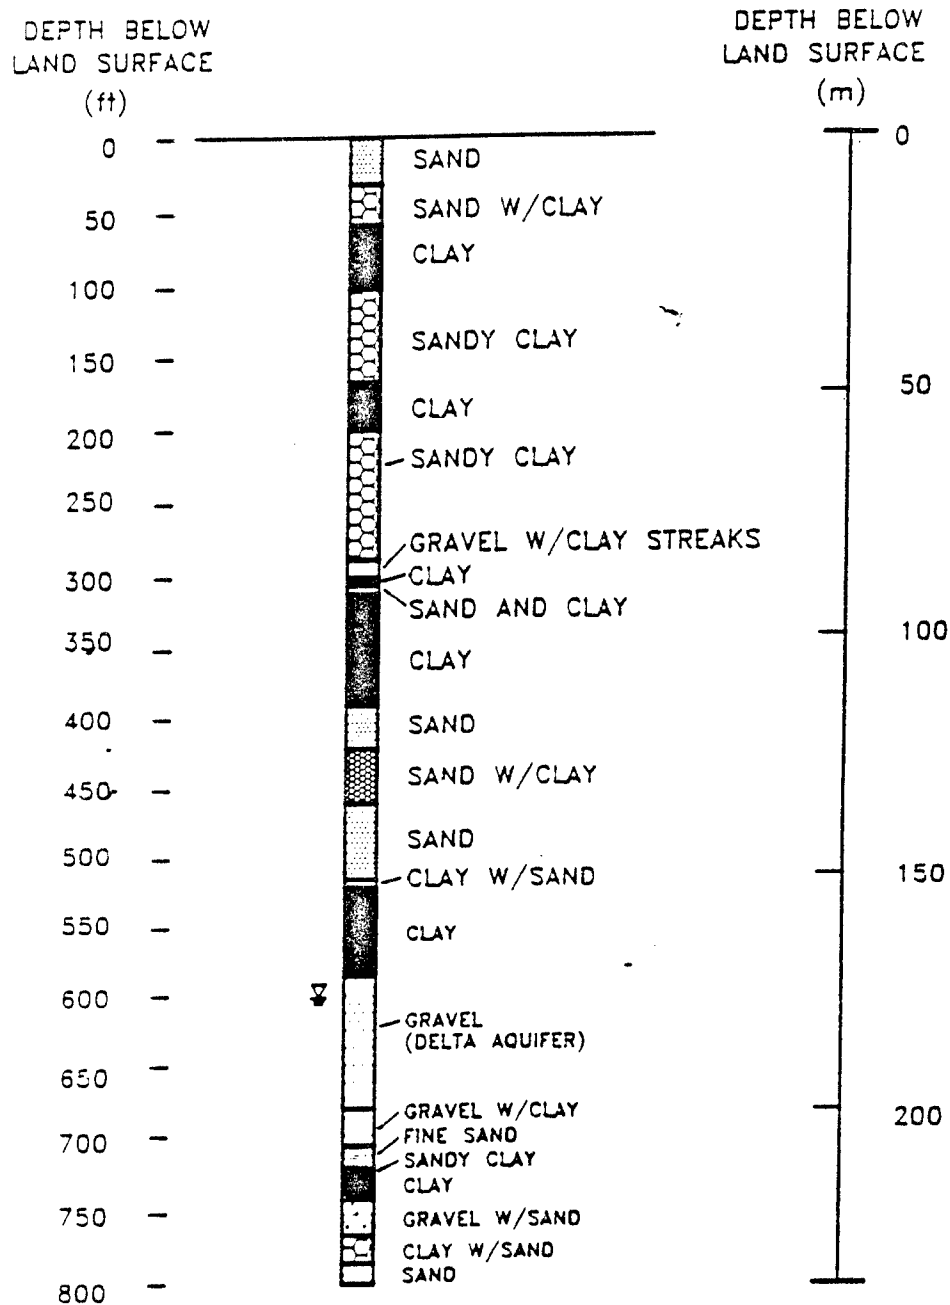 DEPTH BELOW
LAND SURFACE
(ft)
DEPTH BELOW
LAND SURFACE
(m)
0
50
100
150
200
250
300
350
400
450
500
550
600
650
700
750
800
SAND
SAND W/CLAY
CLAY
SANDY CLAY
CLAY
SANDY CLAY
GRAVEL W/CLAY STREAKS
CLAY
SAND AND CLAY
CLAY
SAND
SAND W/CLAY
SAND
CLAY W/SAND
CLAY
GRAVEL
(DELTA AQUIFER)
GRAVEL W/CLAY
FINE SAND
SANDY CLAY
CLAY
GRAVEL W/SAND
CLAY W/SAND
SAND
0
50
100
150
200